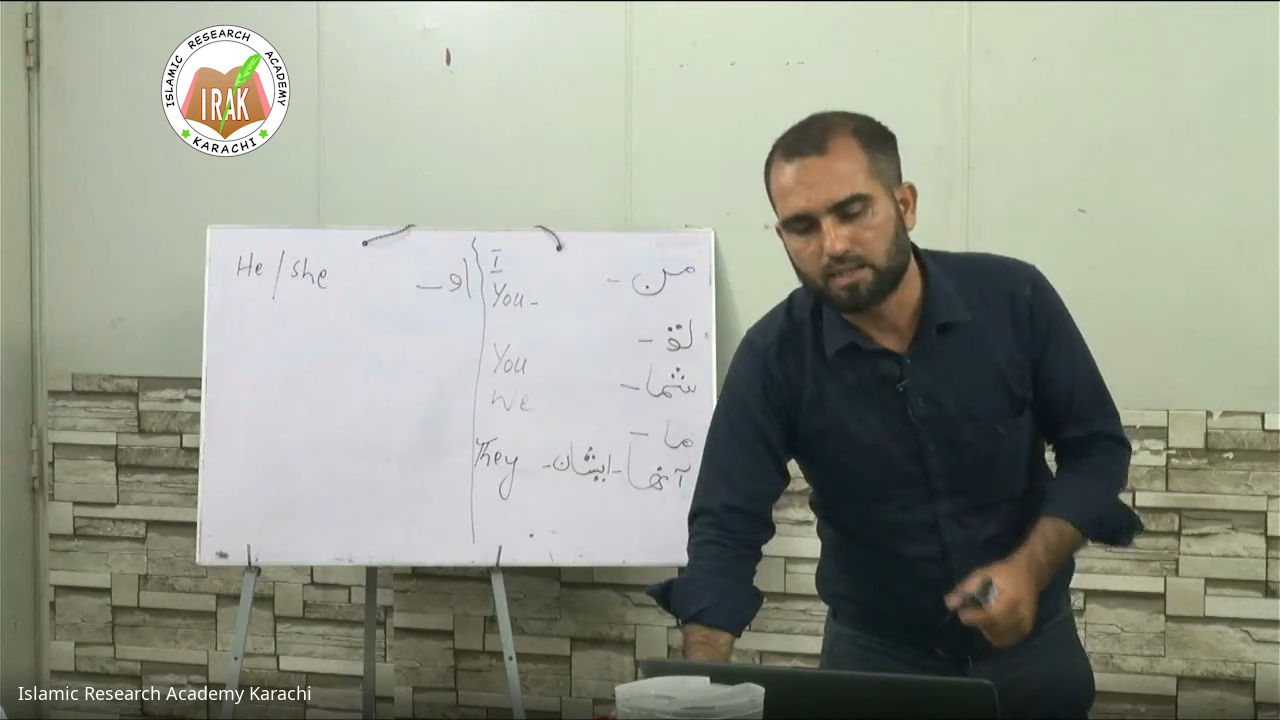 ISLAMIC RESEARCH ACADEMY
IRAK
KARACHI
He / She او -
I من -
You - تو -
You شما -
We ما -
They آنها - ایشان -
Islamic Research Academy Karachi